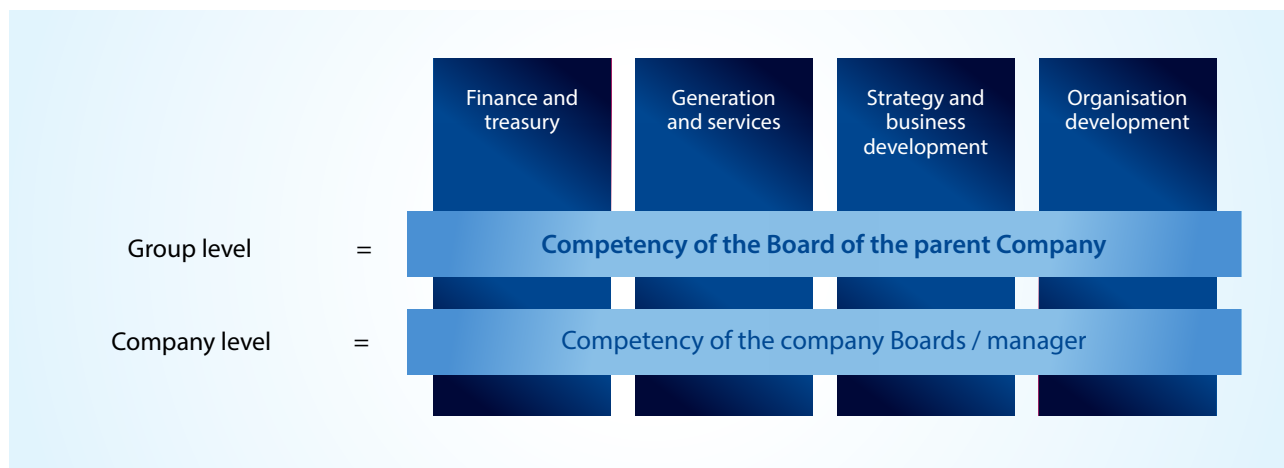 Finance and
treasury
Generation
and services
Strategy and
business
development
Organisation
development
Group level = Competency of the Board of the parent Company
Company level = Competency of the company Boards / manager